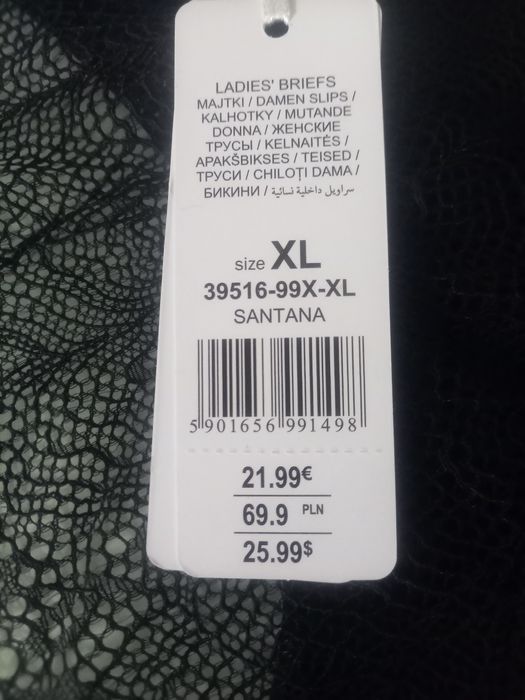 LADIES' BRIEFS
MAJTKI / DAMEN SLIPS /
KALHOTKY / MUTANDE
DONNA / ЖЕНСКИЕ
ТРУСЫ / KELNAITĖS /
APAKŠBIKSES / TEISED /
ТРУСИ / CHILOȚI DAMA /
БИКИНИ / سراويل داخلية نسائية
size XL
39516-99X-XL
SANTANA
5 901656 991498
21.99€
69.9 PLN
25.99$